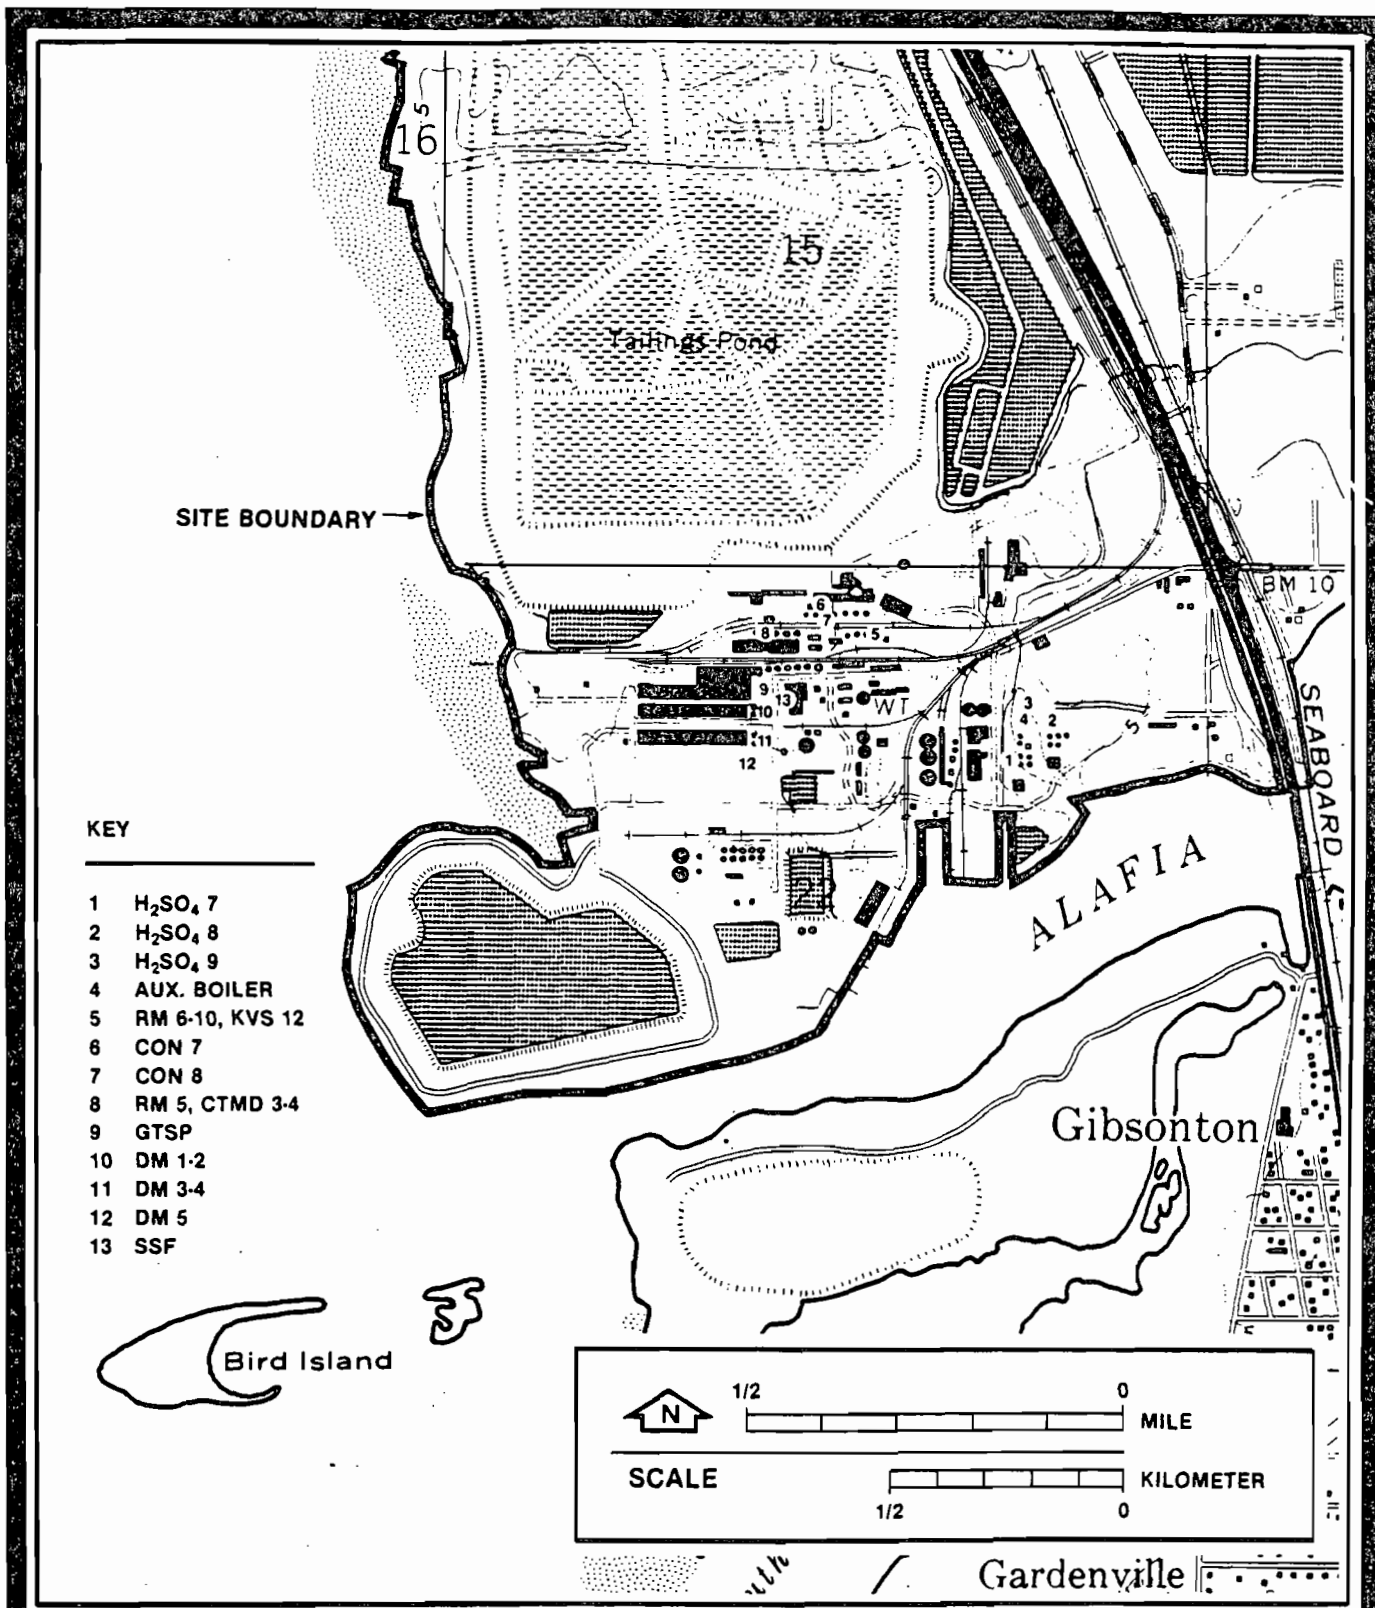 5
16
15
Tailings Pond
SITE BOUNDARY
BM 10
6
7
8
5
9
13
10
WT
11
12
3
4
2
1
5
SEABOARD
ALAFIA
KEY
1 H₂SO₄ 7
2 H₂SO₄ 8
3 H₂SO₄ 9
4 AUX. BOILER
5 RM 6-10, KVS 12
6 CON 7
7 CON 8
8 RM 5, CTMD 3-4
9 GTSP
10 DM 1-2
11 DM 3-4
12 DM 5
13 SSF
Gibsonton
Bird Island
N
1/2 0
MILE
SCALE
KILOMETER
1/2 0
Gardenville